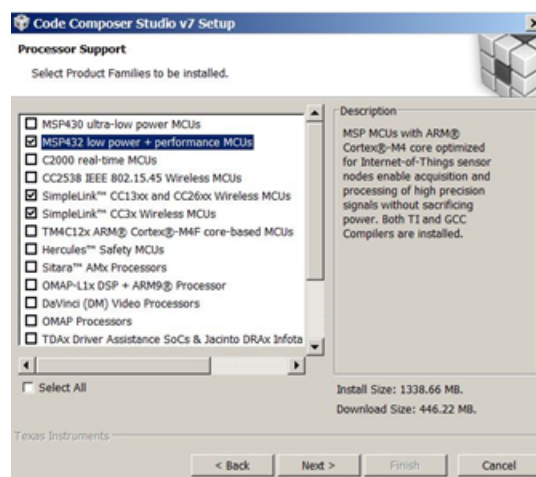 Code Composer Studio v7 Setup
Processor Support
Select Product Families to be installed.
MSP430 ultra-low power MCUs
MSP432 low power + performance MCUs
C2000 real-time MCUs
CC2538 IEEE 802.15.45 Wireless MCUs
SimpleLink™ CC13xx and CC26xx Wireless MCUs
SimpleLink™ CC3x Wireless MCUs
TM4C12x ARM® Cortex®-M4F core-based MCUs
Hercules™ Safety MCUs
Sitara™ AMx Processors
OMAP-L1x DSP + ARM9® Processor
DaVinci (DM) Video Processors
OMAP Processors
TDAx Driver Assistance SoCs & Jacinto DRAx Infota
Select All
Description
MSP MCUs with ARM®
Cortex®-M4 core optimized
for Internet-of-Things sensor
nodes enable acquisition and
processing of high precision
signals without sacrificing
power. Both TI and GCC
Compilers are installed.
Install Size: 1338.66 MB.
Download Size: 446.22 MB.
Texas Instruments
< Back
Next >
Finish
Cancel